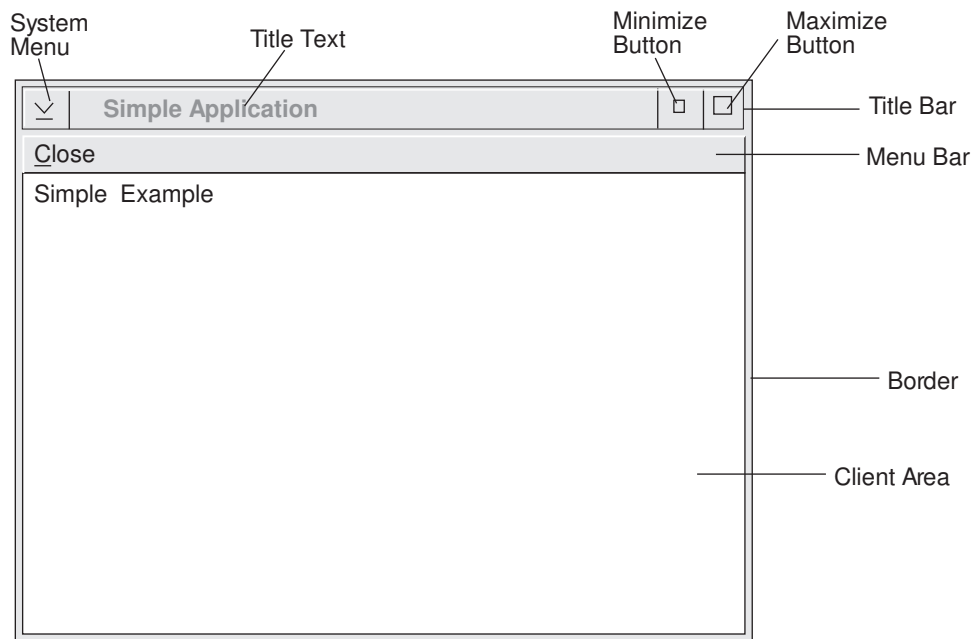 System
Menu
Title Text
Minimize
Button
Maximize
Button
Simple Application
Title Bar
Close
Menu Bar
Simple Example
Border
Client Area